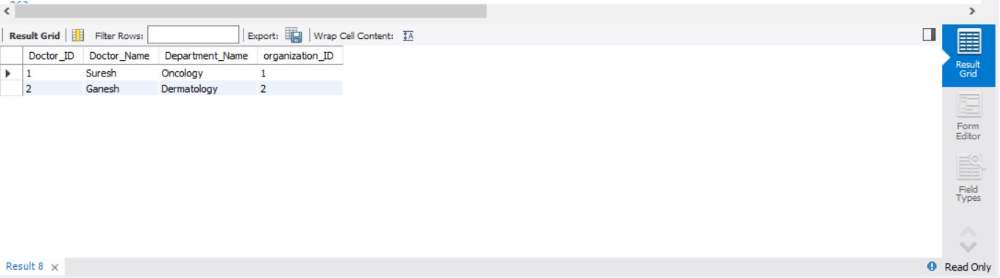 Result Grid Filter Rows: Export: Wrap Cell Content: IA
Doctor_ID Doctor_Name Department_Name organization_ID
1 Suresh Oncology 1
2 Ganesh Dermatology 2
Result
Grid
Form
Editor
Field
Types
Result 8 × Read Only